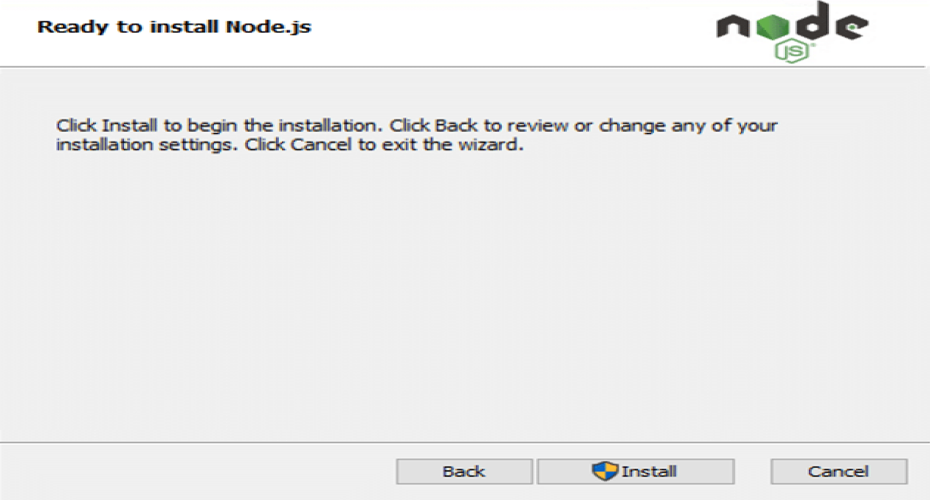 Ready to install Node.js
node
JS
Click Install to begin the installation. Click Back to review or change any of your
installation settings. Click Cancel to exit the wizard.
Back
Install
Cancel